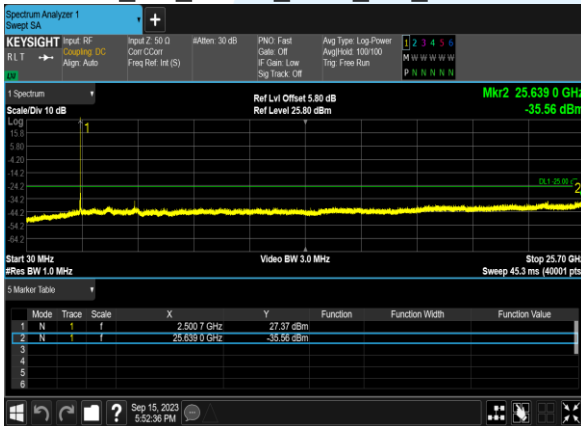 Spectrum Analyzer 1
Swept SA
+
KEYSIGHT Input: RF Input Z: 50 Ω #Atten: 30 dB PNO: Fast Avg Type: Log-Power 1 2 3 4 5 6
RLT Coupling: DC Corr CCorr Gate: Off Avg|Hold: 100/100 M W W W W W
Align: Auto Freq Ref: Int (S) IF Gain: Low Trig: Free Run
Sig Track: Off P N N N N N
1 Spectrum Ref Lvl Offset 5.80 dB Mkr2 25.639 0 GHz
Scale/Div 10 dB Ref Level 25.80 dBm -35.56 dBm
Log
15.8 1
5.80
-4.20
-14.2
-24.2 DL1 -25.00 2
-34.2
-44.2
-54.2
-64.2
Start 30 MHz Video BW 3.0 MHz Stop 25.70 GHz
#Res BW 1.0 MHz Sweep 45.3 ms (40001 pts
5 Marker Table
Mode Trace Scale X Y Function Function Width Function Value
1 N 1 f 2.500 7 GHz 27.37 dBm
2 N 1 f 25.639 0 GHz -35.56 dBm
3
4
5
6
? Sep 15, 2023
5:52:36 PM